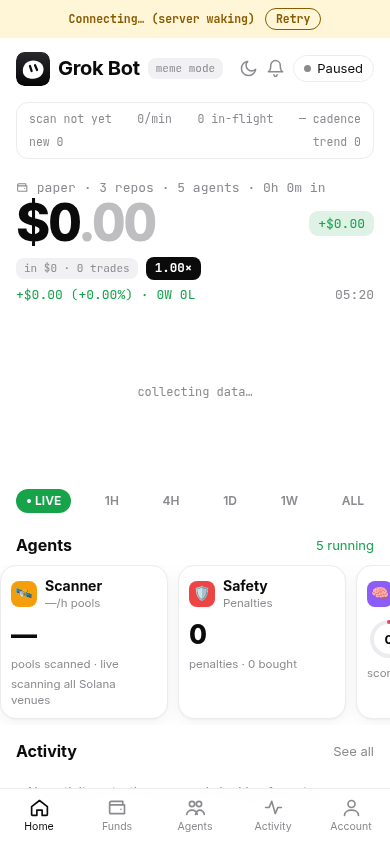 Connecting… (server waking) Retry
Grok Bot meme mode Paused
scan not yet 0/min 0 in-flight — cadence
new 0 trend 0
paper · 3 repos · 5 agents · 0h 0m in
$0.00 +$0.00
in $0 · 0 trades 1.00×
+$0.00 (+0.00%) · 0W 0L 05:20
collecting data…
• LIVE 1H 4H 1D 1W ALL
Agents 5 running
Scanner Safety
—/h pools Penalties
— 0
pools scanned · live penalties · 0 bought
scanning all Solana
venues
Activity See all
Home Funds Agents Activity Account